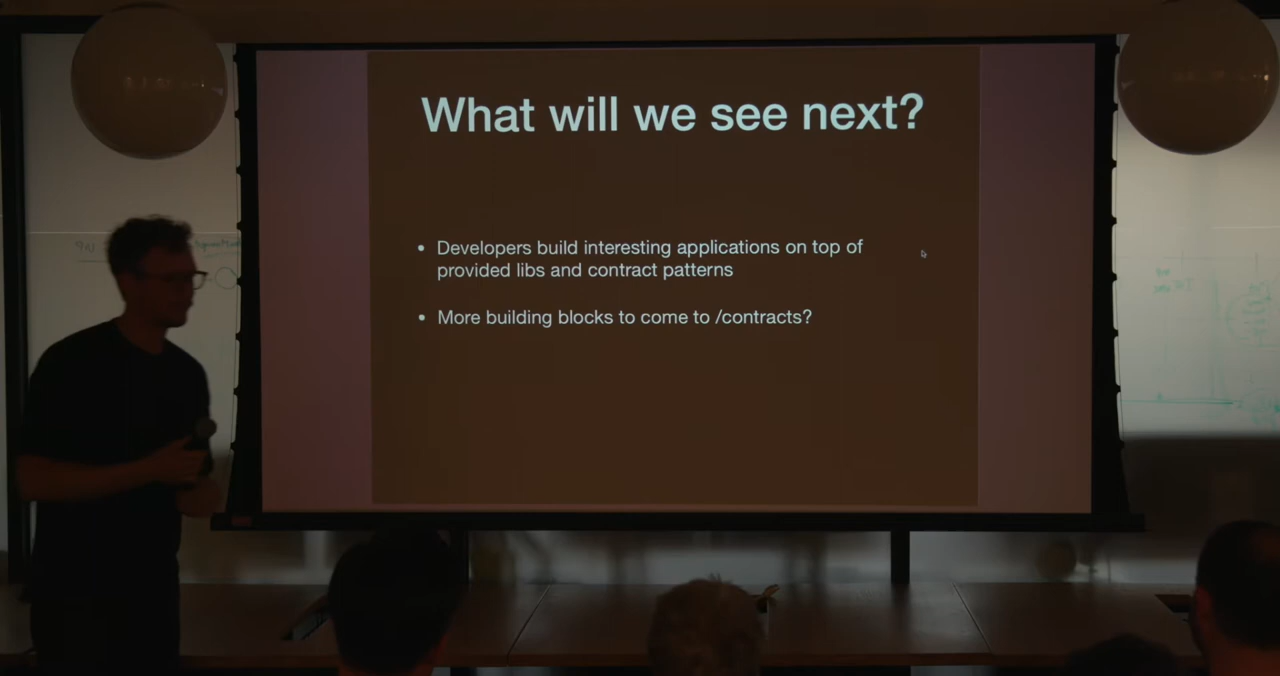 What will we see next?
• Developers build interesting applications on top of
provided libs and contract patterns
• More building blocks to come to /contracts?